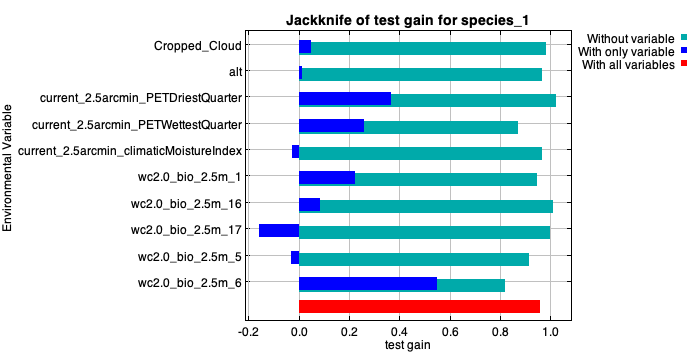 Jackknife of test gain for species_1
Without variable
With only variable
With all variables
Environmental Variable
Cropped_Cloud
alt
current_2.5arcmin_PETDriestQuarter
current_2.5arcmin_PETWettestQuarter
current_2.5arcmin_climaticMoistureIndex
wc2.0_bio_2.5m_1
wc2.0_bio_2.5m_16
wc2.0_bio_2.5m_17
wc2.0_bio_2.5m_5
wc2.0_bio_2.5m_6
-0.2 0.0 0.2 0.4 0.6 0.8 1.0
test gain